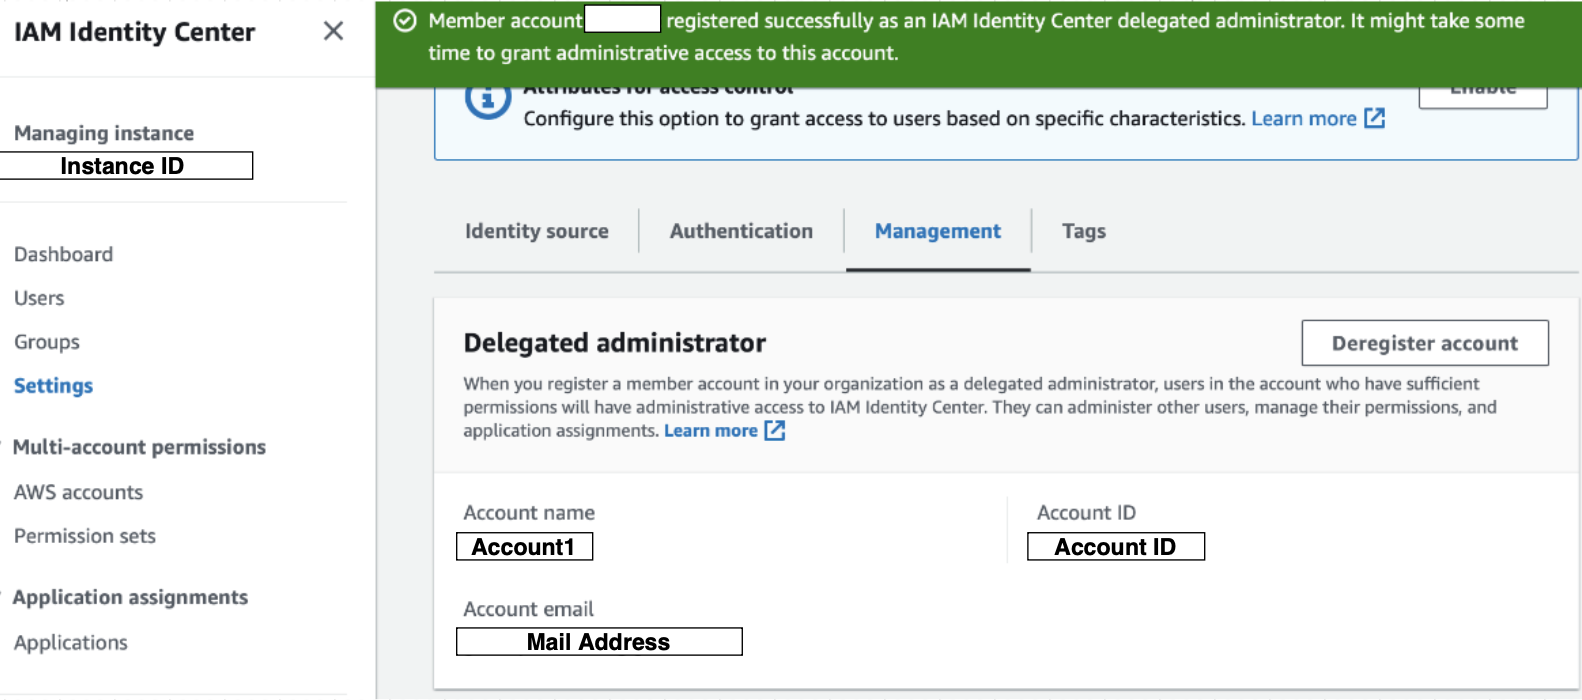 IAM Identity Center
Managing instance
Instance ID
Dashboard
Users
Groups
Settings
Multi-account permissions
AWS accounts
Permission sets
Application assignments
Applications
Member account registered successfully as an IAM Identity Center delegated administrator. It might take some
time to grant administrative access to this account.
Attributes for access control
Enable
Configure this option to grant access to users based on specific characteristics. Learn more
Identity source
Authentication
Management
Tags
Delegated administrator
Deregister account
When you register a member account in your organization as a delegated administrator, users in the account who have sufficient
permissions will have administrative access to IAM Identity Center. They can administer other users, manage their permissions, and
application assignments. Learn more
Account name
Account1
Account ID
Account ID
Account email
Mail Address